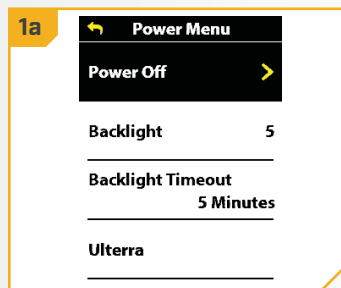 1a
Power Menu
Power Off
Backlight 5
Backlight Timeout
5 Minutes
Ulterra